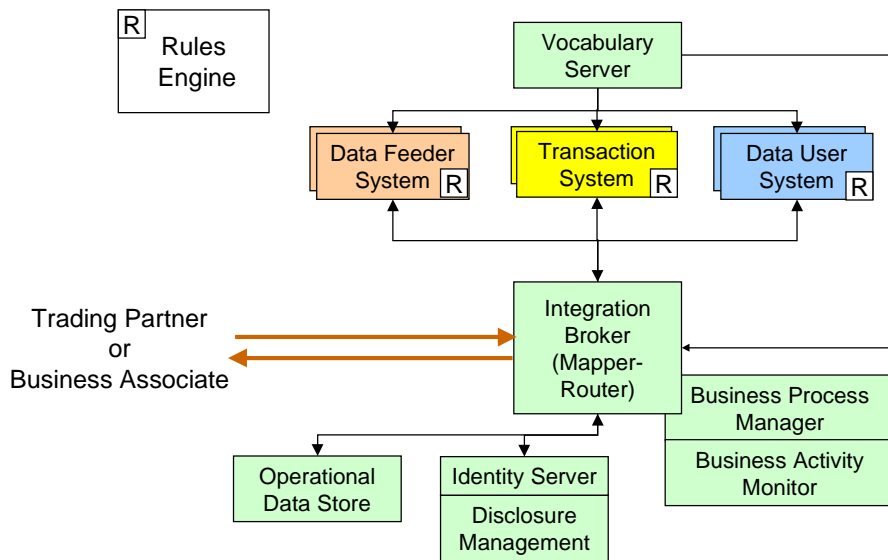 R
Rules
Engine
Vocabulary
Server
Data Feeder
System
R
Transaction
System
R
Data User
System
R
Trading Partner
or
Business Associate
Integration
Broker
(Mapper-
Router)
Business Process
Manager
Business Activity
Monitor
Operational
Data Store
Identity Server
Disclosure
Management